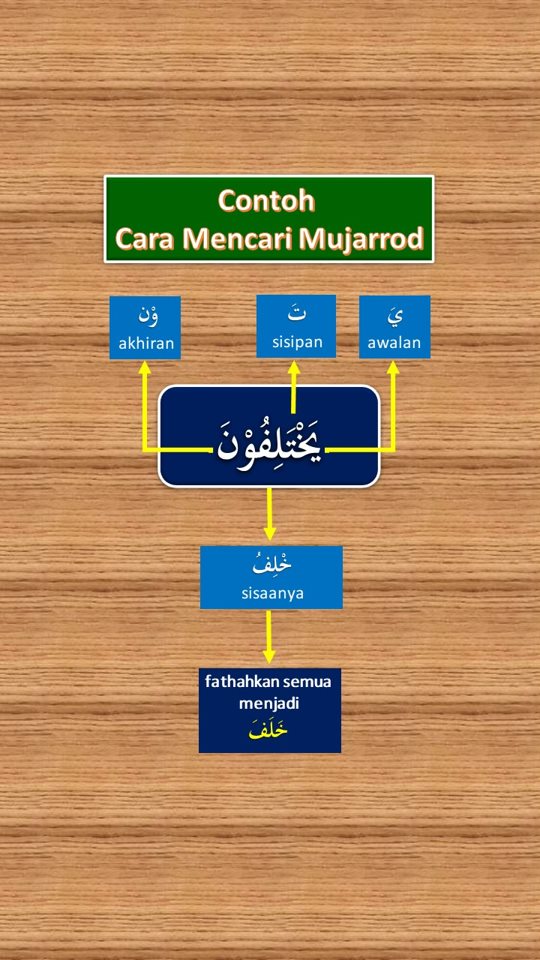 Contoh
Cara Mencari Mujarrod
يَ
awalan
تَ
sisipan
وْن
akhiran
يَخْتَلِفُوْنَ
خْلِفُ
sisaanya
fathahkan semua
menjadi
خَلَفَ